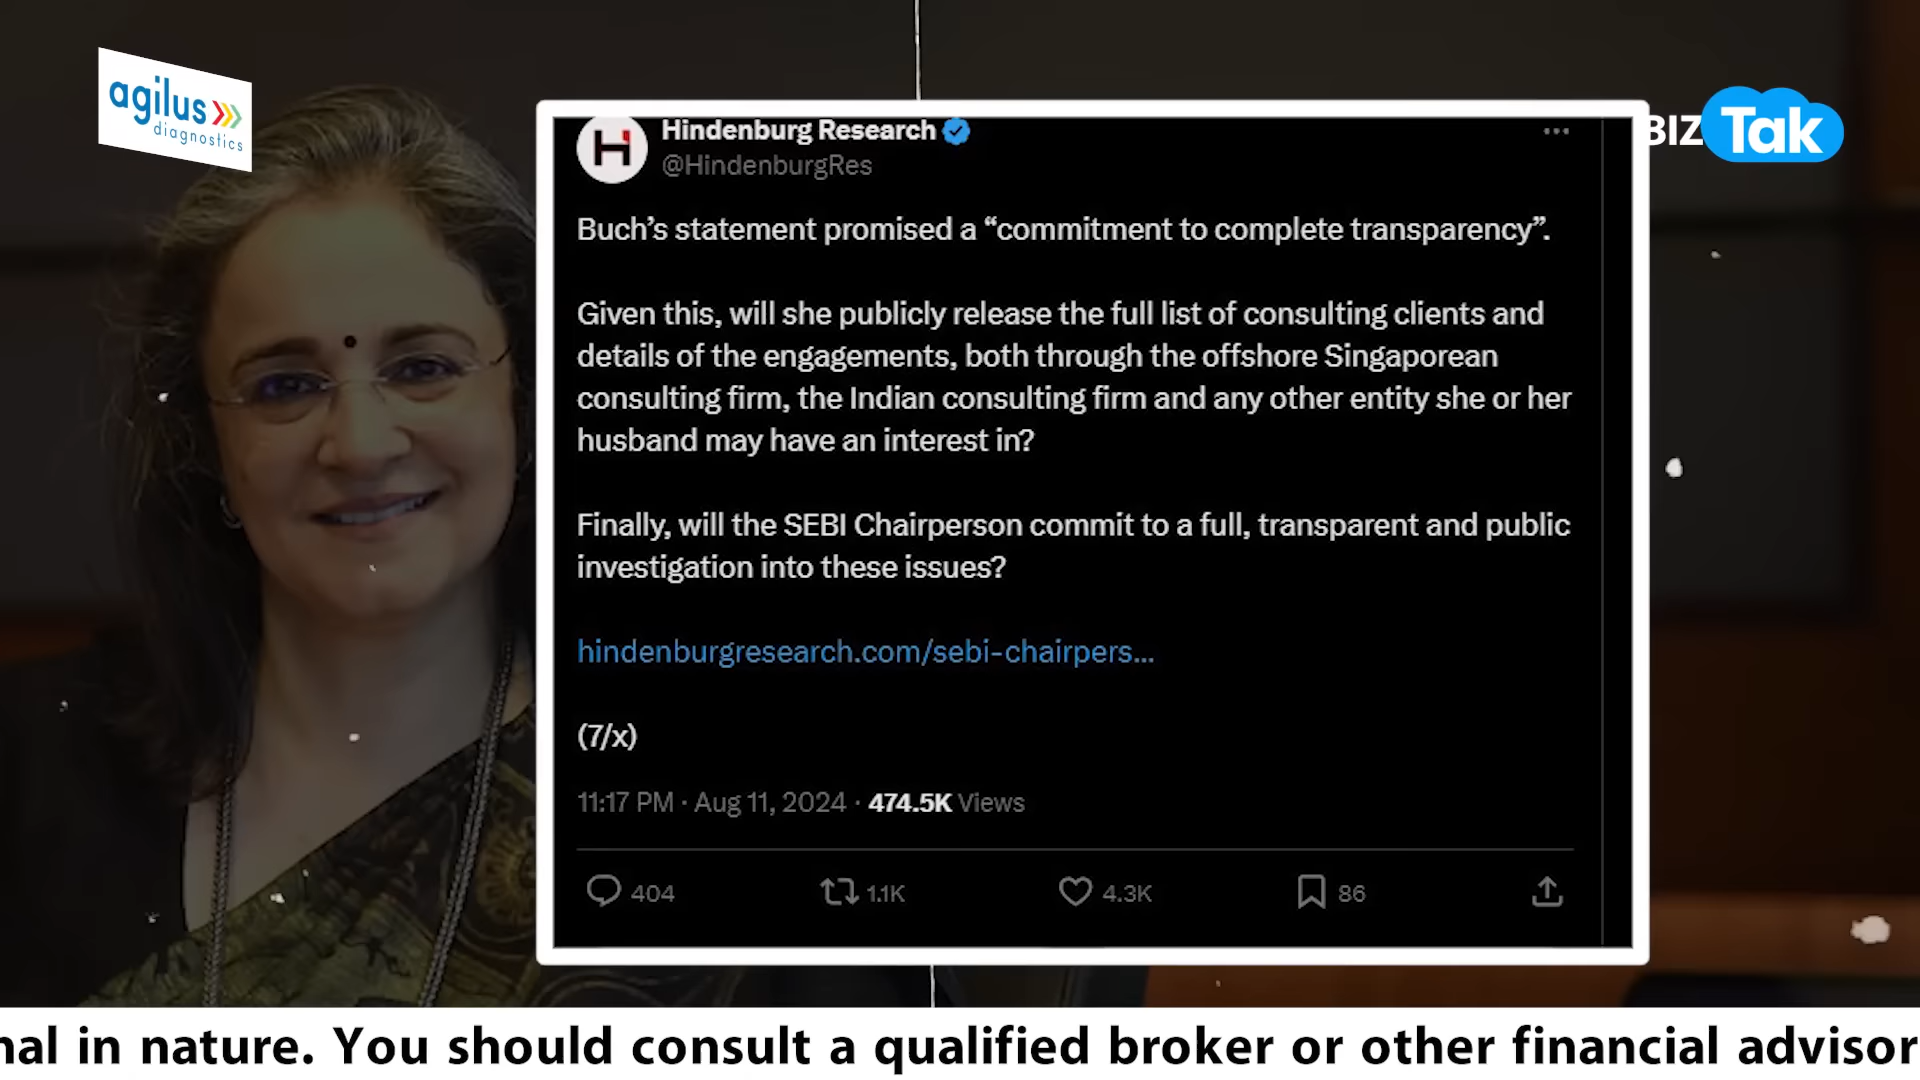 agilus
diagnostics
BIZ Tak
Hindenburg Research
@HindenburgRes
Buch’s statement promised a “commitment to complete transparency”.
Given this, will she publicly release the full list of consulting clients and
details of the engagements, both through the offshore Singaporean
consulting firm, the Indian consulting firm and any other entity she or her
husband may have an interest in?
Finally, will the SEBI Chairperson commit to a full, transparent and public
investigation into these issues?
hindenburgresearch.com/sebi-chairpers...
(7/x)
11:17 PM · Aug 11, 2024 · 474.5K Views
404 1.1K 4.3K 86
nal in nature. You should consult a qualified broker or other financial advisor